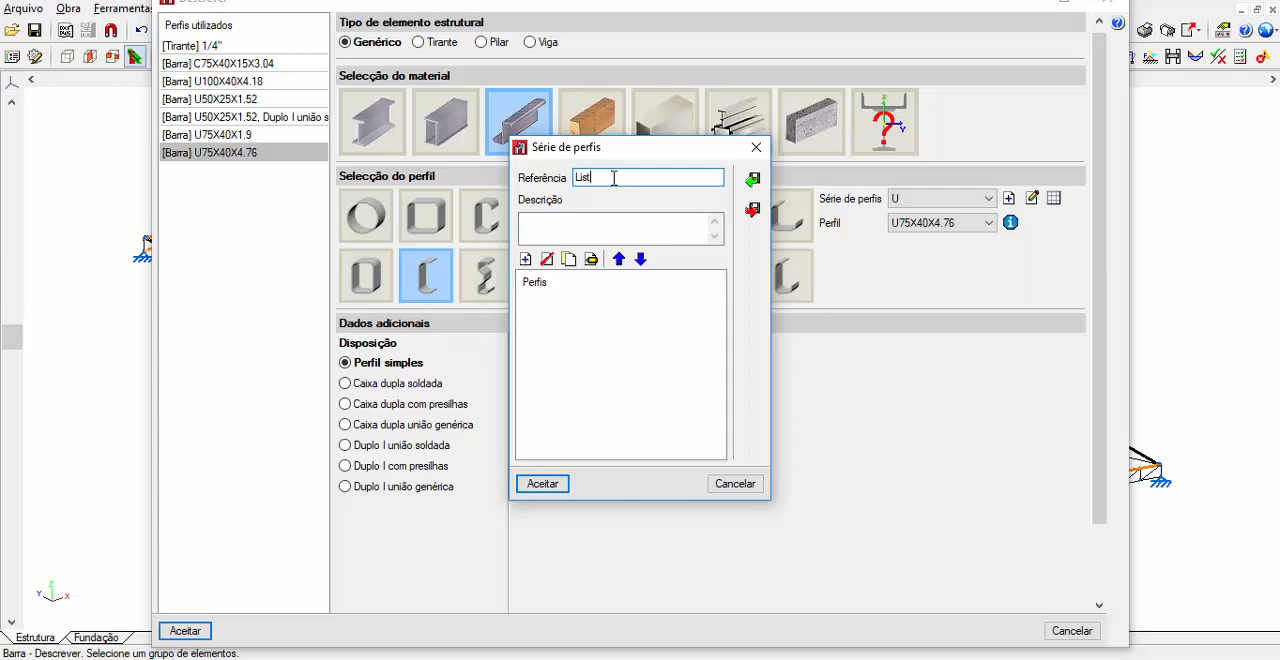 Arquivo Obra Ferramentas
Descrever
Perfis utilizados
[Tirante] 1/4"
[Barra] C75X40X15X3.04
[Barra] U100X40X4.18
[Barra] U50X25X1.52
[Barra] U50X25X1.52, Duplo I união s
[Barra] U75X40X1.9
[Barra] U75X40X4.76
Tipo de elemento estrutural
Genérico Tirante Pilar Viga
Selecção do material
Selecção do perfil
Série de perfis U
Perfil U75X40X4.76
Série de perfis
Referência List
Descrição
Perfis
Aceitar Cancelar
Dados adicionais
Disposição
Perfil simples
Caixa dupla soldada
Caixa dupla com presilhas
Caixa dupla união genérica
Duplo I união soldada
Duplo I com presilhas
Duplo I união genérica
Aceitar Cancelar
Z
Y X
Estrutura Fundação
Barra - Descrever. Selecione um grupo de elementos.